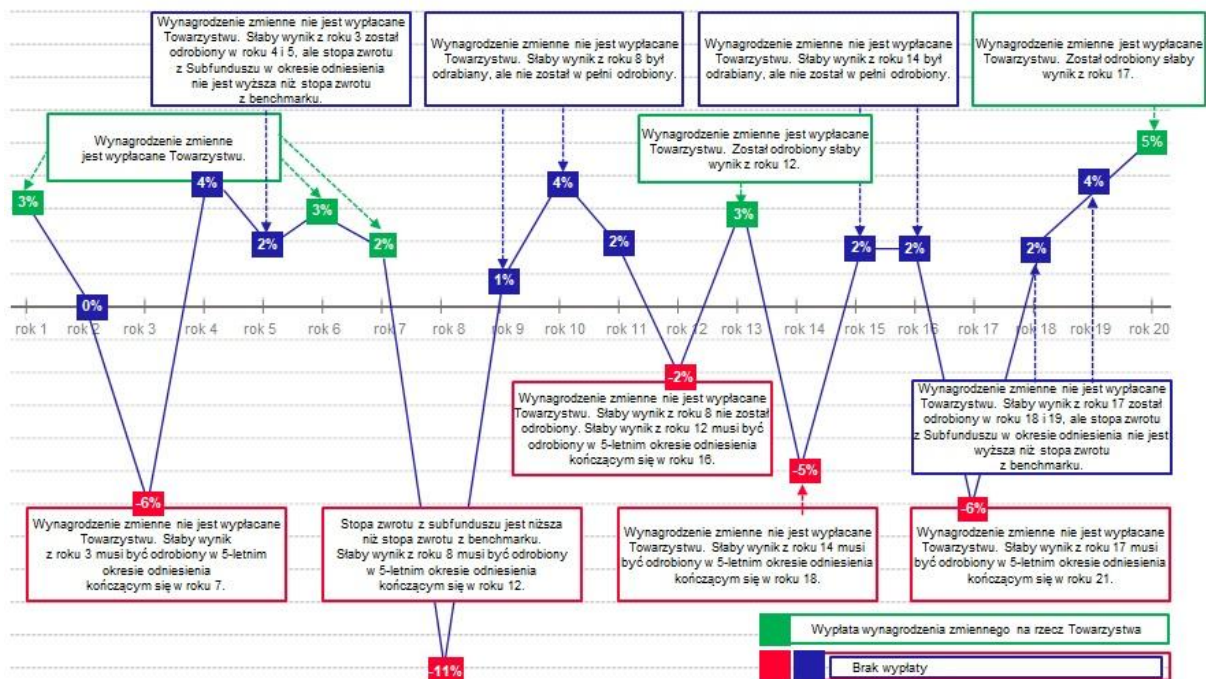 Wynagrodzenie zmienne nie jest wypłacane
Towarzystwu. Słaby wynik z roku 3 został
odrobiony w roku 4 i 5, ale stopa zwrotu
z Subfunduszu w okresie odniesienia
nie jest wyższa niż stopa zwrotu
z benchmarku.
Wynagrodzenie zmienne nie jest wypłacane
Towarzystwu. Słaby wynik z roku 8 był
odrabiany, ale nie został w pełni odrobiony.
Wynagrodzenie zmienne nie jest wypłacane
Towarzystwu. Słaby wynik z roku 14 był
odrabiany, ale nie został w pełni odrobiony.
Wynagrodzenie zmienne jest wypłacane
Towarzystwu. Został odrobiony słaby
wynik z roku 17.
Wynagrodzenie zmienne
jest wypłacane Towarzystwu.
Wynagrodzenie zmienne jest wypłacane
Towarzystwu. Został odrobiony słaby
wynik z roku 12.
3%
0%
-6%
4%
2%
3%
2%
-11%
1%
4%
2%
-2%
3%
-5%
2%
2%
-6%
2%
4%
5%
rok 1
rok 2
rok 3
rok 4
rok 5
rok 6
rok 7
rok 8
rok 9
rok 10
rok 11
rok 12
rok 13
rok 14
rok 15
rok 16
rok 17
rok 18
rok 19
rok 20
Wynagrodzenie zmienne nie jest wypłacane
Towarzystwu. Słaby wynik z roku 8 nie został
odrobiony. Słaby wynik z roku 12 musi być
odrobiony w 5-letnim okresie odniesienia
kończącym się w roku 16.
Wynagrodzenie zmienne nie jest wypłacane
Towarzystwu. Słaby wynik z roku 17 został
odrobiony w roku 18 i 19, ale stopa zwrotu
z Subfunduszu w okresie odniesienia nie jest
wyższa niż stopa zwrotu
z benchmarku.
Wynagrodzenie zmienne nie jest wypłacane
Towarzystwu. Słaby wynik
z roku 3 musi być odrobiony w 5-letnim
okresie odniesienia
kończącym się w roku 7.
Stopa zwrotu z subfunduszu jest niższa
niż stopa zwrotu z benchmarku.
Słaby wynik z roku 8 musi być odrobiony
w 5-letnim okresie odniesienia
kończącym się w roku 12.
Wynagrodzenie zmienne nie jest wypłacane
Towarzystwu. Słaby wynik z roku 14 musi
być odrobiony w 5-letnim okresie odniesienia
kończącym się w roku 18.
Wynagrodzenie zmienne nie jest wypłacane
Towarzystwu. Słaby wynik z roku 17 musi
być odrobiony w 5-letnim okresie odniesienia
kończącym się w roku 21.
Wypłata wynagrodzenia zmiennego na rzecz Towarzystwa
Brak wypłaty